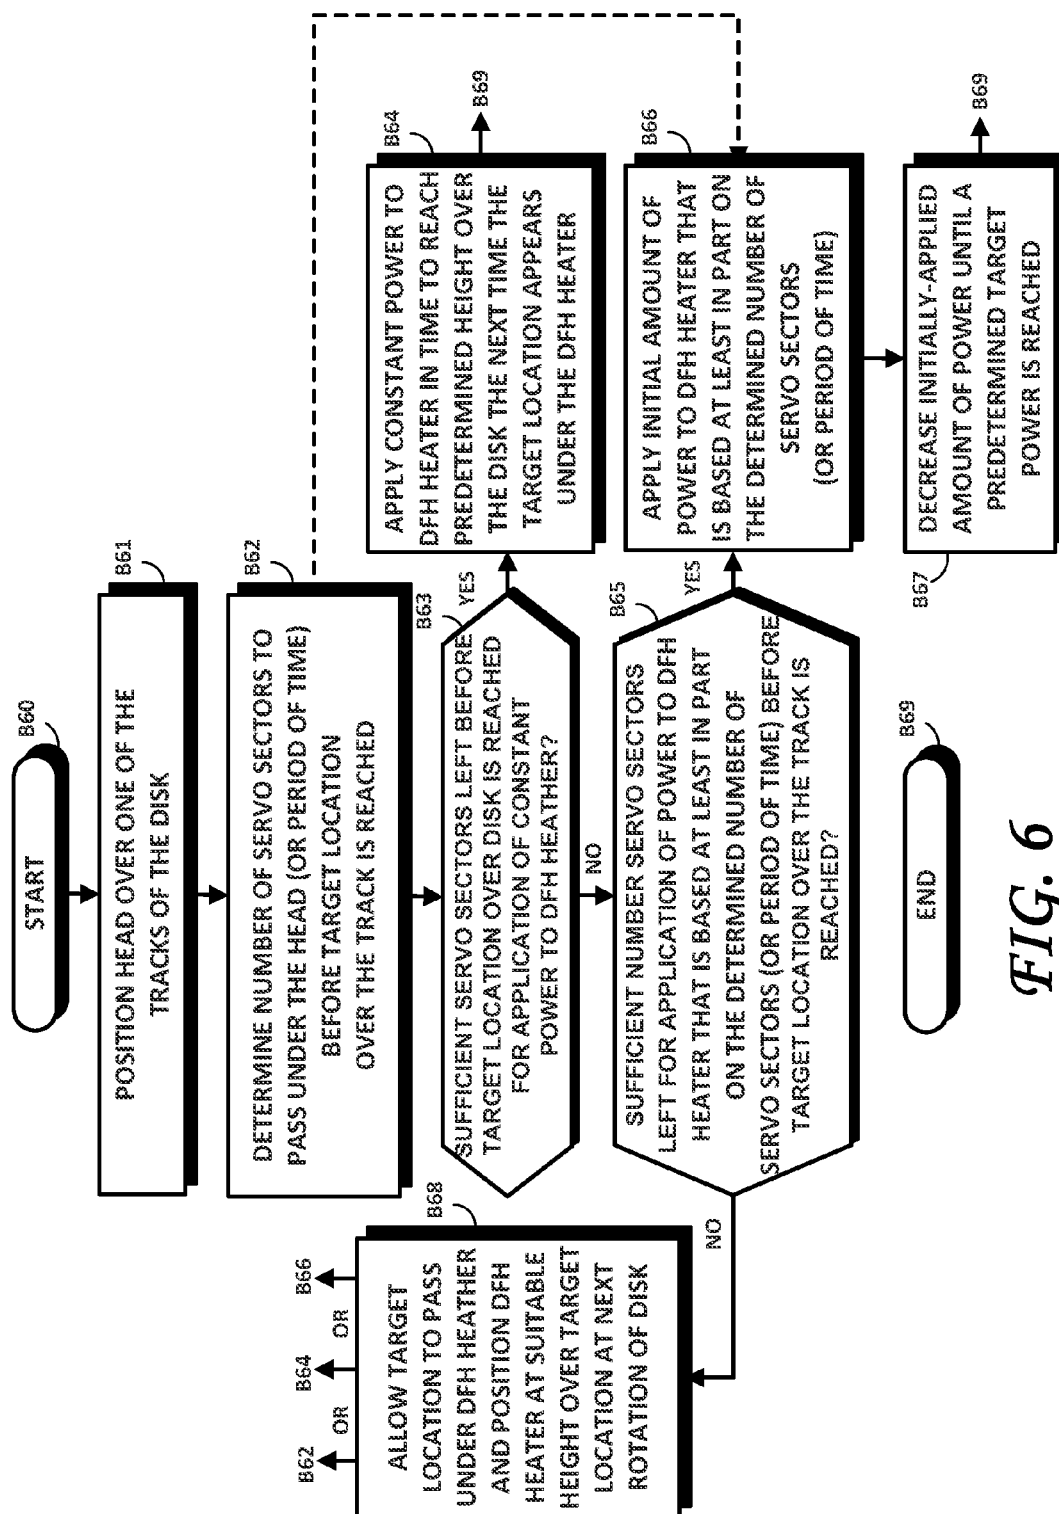 START
B60
POSITION HEAD OVER ONE OF THE
TRACKS OF THE DISK
B61
DETERMINE NUMBER OF SERVO SECTORS TO
PASS UNDER THE HEAD (OR PERIOD OF TIME)
BEFORE TARGET LOCATION
OVER THE TRACK IS REACHED
B62
SUFFICIENT SERVO SECTORS LEFT BEFORE
TARGET LOCATION OVER DISK IS REACHED
FOR APPLICATION OF CONSTANT
POWER TO DFH HEATHER?
B63
YES
NO
APPLY CONSTANT POWER TO
DFH HEATER IN TIME TO REACH
PREDETERMINED HEIGHT OVER
THE DISK THE NEXT TIME THE
TARGET LOCATION APPEARS
UNDER THE DFH HEATER
B64
B69
SUFFICIENT NUMBER SERVO SECTORS
LEFT FOR APPLICATION OF POWER TO DFH
HEATER THAT IS BASED AT LEAST IN PART
ON THE DETERMINED NUMBER OF
SERVO SECTORS (OR PERIOD OF TIME) BEFORE
TARGET LOCATION OVER THE TRACK IS
REACHED?
B65
YES
NO
APPLY INITIAL AMOUNT OF
POWER TO DFH HEATER THAT
IS BASED AT LEAST IN PART ON
THE DETERMINED NUMBER OF
SERVO SECTORS
(OR PERIOD OF TIME)
B66
DECREASE INITIALLY-APPLIED
AMOUNT OF POWER UNTIL A
PREDETERMINED TARGET
POWER IS REACHED
B67
B69
ALLOW TARGET
LOCATION TO PASS
UNDER DFH HEATHER
AND POSITION DFH
HEATER AT SUITABLE
HEIGHT OVER TARGET
LOCATION AT NEXT
ROTATION OF DISK
B68
B62
OR
B64
OR
B66
END
B69
FIG. 6